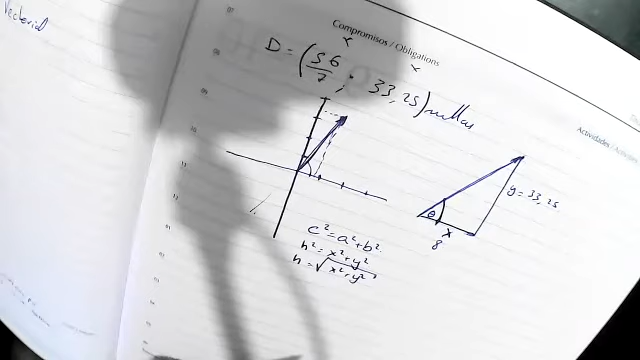 Vectorial
Compromisos / Obligations
x x
D = (56/7 ; 33,25) millas
Actividades /
y = 33,25
θ
x
8
c² = a² + b²
h² = x² + y²
h = √x² + y²